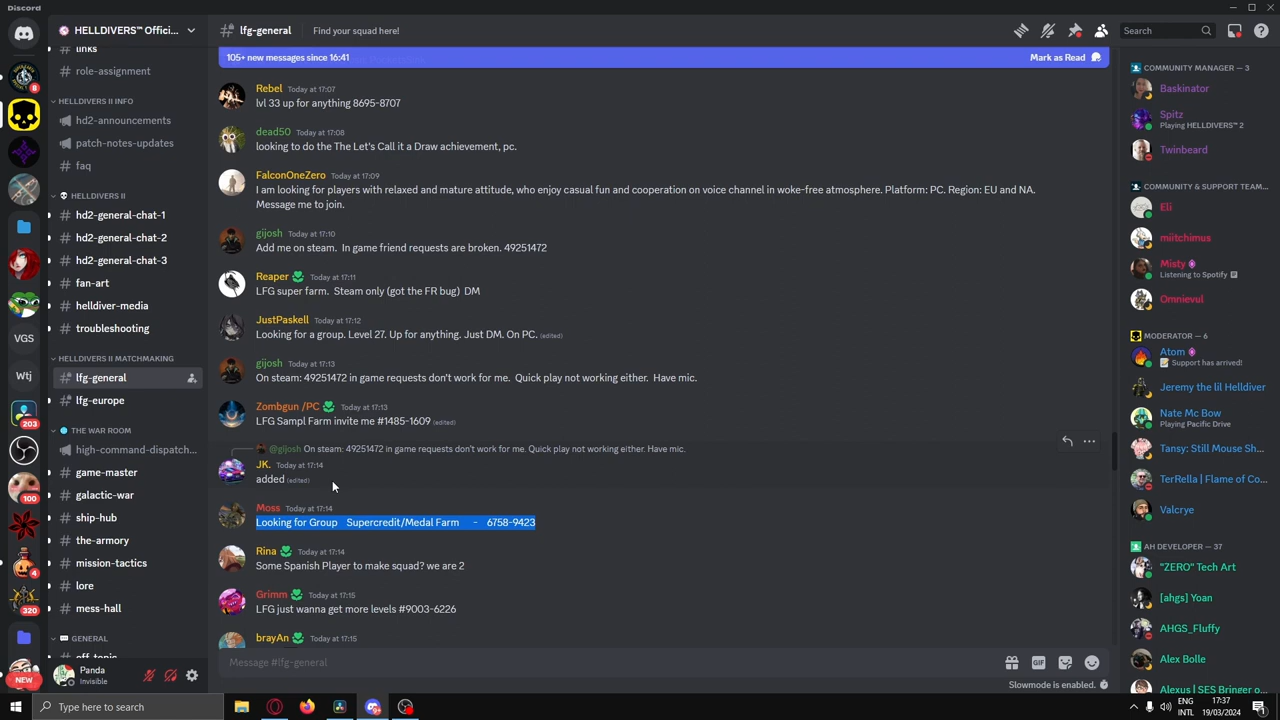 Discord
HELLDIVERS™ Offici...
links
role-assignment
HELLDIVERS II INFO
hd2-announcements
patch-notes-updates
faq
HELLDIVERS II
hd2-general-chat-1
hd2-general-chat-2
hd2-general-chat-3
fan-art
helldiver-media
troubleshooting
HELLDIVERS II MATCHMAKING
lfg-general
lfg-europe
THE WAR ROOM
high-command-dispatch...
game-master
galactic-war
ship-hub
the-armory
mission-tactics
lore
mess-hall
GENERAL
off-topic
8
VGS
Wtj
203
100
4
320
NEW
Panda
Invisible
lfg-general
Find your squad here!
Search
105+ new messages since 16:41
Mark as Read
Rebel Today at 17:07
lvl 33 up for anything 8695-8707
dead50 Today at 17:08
looking to do the The Let's Call it a Draw achievement, pc.
FalconOneZero Today at 17:09
I am looking for players with relaxed and mature attitude, who enjoy casual fun and cooperation on voice channel in woke-free atmosphere. Platform: PC. Region: EU and NA.
Message me to join.
gijosh Today at 17:10
Add me on steam. In game friend requests are broken. 49251472
Reaper Today at 17:11
LFG super farm. Steam only (got the FR bug) DM
JustPaskell Today at 17:12
Looking for a group. Level 27. Up for anything. Just DM. On PC. (edited)
gijosh Today at 17:13
On steam: 49251472 in game requests don't work for me. Quick play not working either. Have mic.
Zombgun /PC Today at 17:13
LFG Sampl Farm invite me #1485-1609 (edited)
@gijosh On steam: 49251472 in game requests don't work for me. Quick play not working either. Have mic.
JK. Today at 17:14
added (edited)
Moss Today at 17:14
Looking for Group Supercredit/Medal Farm - 6758-9423
Rina Today at 17:14
Some Spanish Player to make squad? we are 2
Grimm Today at 17:15
LFG just wanna get more levels #9003-6226
brayAn Today at 17:15
Message #lfg-general
GIF
Slowmode is enabled.
COMMUNITY MANAGER — 3
Baskinator
Spitz
Playing HELLDIVERS™ 2
Twinbeard
COMMUNITY & SUPPORT TEAM...
Eli
miitchimus
Misty
Listening to Spotify
Omnievul
MODERATOR — 6
Atom
Support has arrived!
Jeremy the lil Helldiver
Nate Mc Bow
Playing Pacific Drive
Tansy: Still Mouse Sh...
TerRella | Flame of Co...
Valcyre
AH DEVELOPER — 37
"ZERO" Tech Art
[ahgs] Yoan
AHGS_Fluffy
Alex Bolle
Alexus | SES Bringer o...
Type here to search
ENG
INTL
17:37
19/03/2024
1